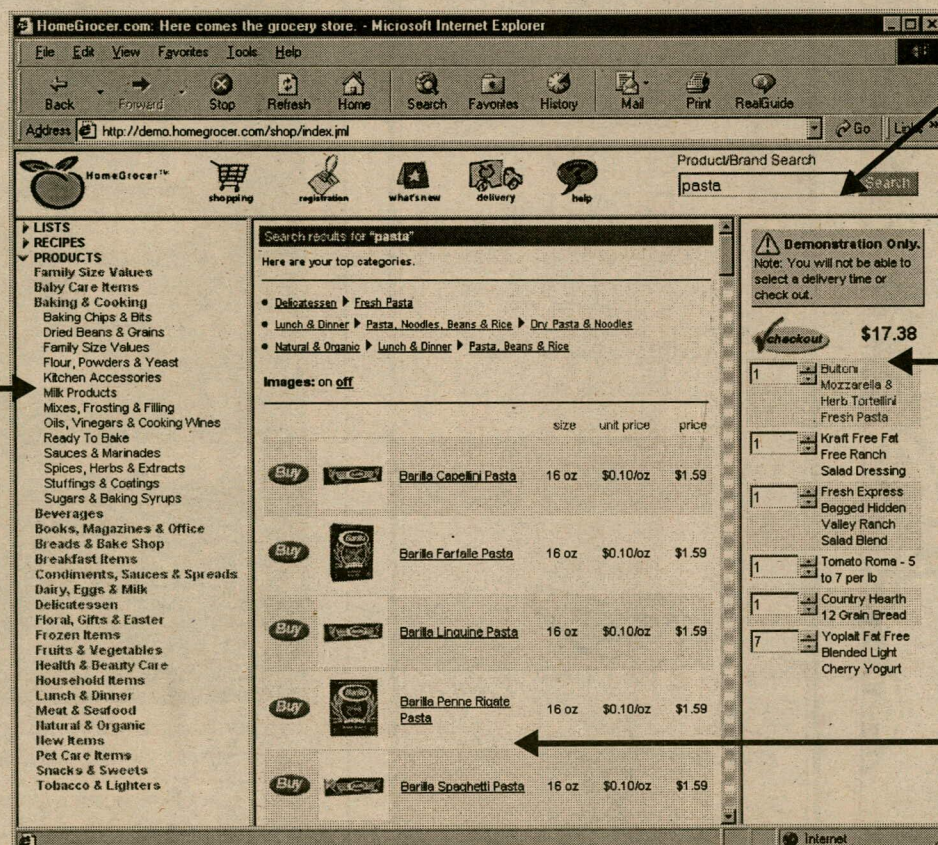 HomeGrocer.com: Here comes the grocery store. - Microsoft Internet Explorer
File Edit View Favorites Tools Help
Back Forward Stop Refresh Home Search Favorites History Mail Print RealGuide
Address http://demo.homegrocer.com/shop/index.jml Go Links »
HomeGrocer™
shopping registration what's new delivery help
Product/Brand Search
pasta Search
LISTS
RECIPES
PRODUCTS
Family Size Values
Baby Care Items
Baking & Cooking
Baking Chips & Bits
Dried Beans & Grains
Family Size Values
Flour, Powders & Yeast
Kitchen Accessories
Milk Products
Mixes, Frosting & Filling
Oils, Vinegars & Cooking Wines
Ready To Bake
Sauces & Marinades
Spices, Herbs & Extracts
Stuffings & Coatings
Sugars & Baking Syrups
Beverages
Books, Magazines & Office
Breads & Bake Shop
Breakfast Items
Condiments, Sauces & Spreads
Dairy, Eggs & Milk
Delicatessen
Floral, Gifts & Easter
Frozen Items
Fruits & Vegetables
Health & Beauty Care
Household Items
Lunch & Dinner
Meat & Seafood
Natural & Organic
New Items
Pet Care Items
Snacks & Sweets
Tobacco & Lighters
Search results for "pasta"
Here are your top categories.
Delicatessen Fresh Pasta
Lunch & Dinner Pasta, Noodles, Beans & Rice Dry Pasta & Noodles
Natural & Organic Lunch & Dinner Pasta, Beans & Rice
Images: on off
size unit price price
Buy Barilla Capellini Pasta 16 oz $0.10/oz $1.59
Buy Barilla Farfalle Pasta 16 oz $0.10/oz $1.59
Buy Barilla Linguine Pasta 16 oz $0.10/oz $1.59
Buy Barilla Penne Rigate
Pasta 16 oz $0.10/oz $1.59
Buy Barilla Spaghetti Pasta 16 oz $0.10/oz $1.59
Demonstration Only.
Note: You will not be able to
select a delivery time or
check out.
checkout $17.38
1 Buitoni
Mozzarella &
Herb Tortellini
Fresh Pasta
1 Kraft Free Fat
Free Ranch
Salad Dressing
1 Fresh Express
Bagged Hidden
Valley Ranch
Salad Blend
1 Tomato Roma - 5
to 7 per lb
1 Country Hearth
12 Grain Bread
7 Yoplait Fat Free
Blended Light
Cherry Yogurt
Internet